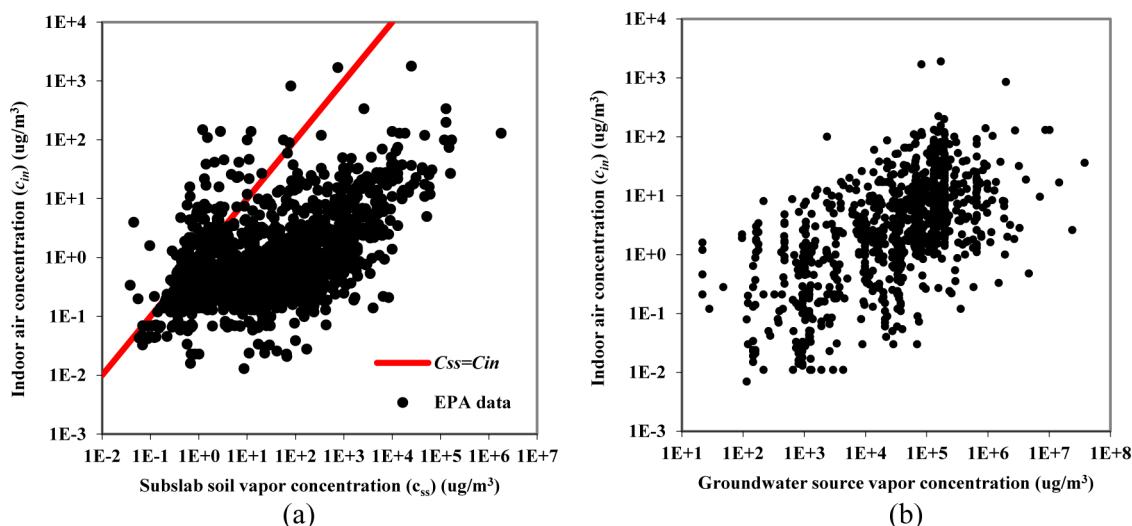 1E+4
1E+3
1E+2
1E+1
1E+0
1E-1
1E-2
1E-3
Indoor air concentration (c_in) (ug/m³)
Css=Cin
EPA data
1E-2 1E-1 1E+0 1E+1 1E+2 1E+3 1E+4 1E+5 1E+6 1E+7
Subslab soil vapor concentration (c_ss) (ug/m³)
(a)
1E+4
1E+3
1E+2
1E+1
1E+0
1E-1
1E-2
1E-3
Indoor air concentration (c_in) (ug/m³)
1E+1 1E+2 1E+3 1E+4 1E+5 1E+6 1E+7 1E+8
Groundwater source vapor concentration (ug/m³)
(b)